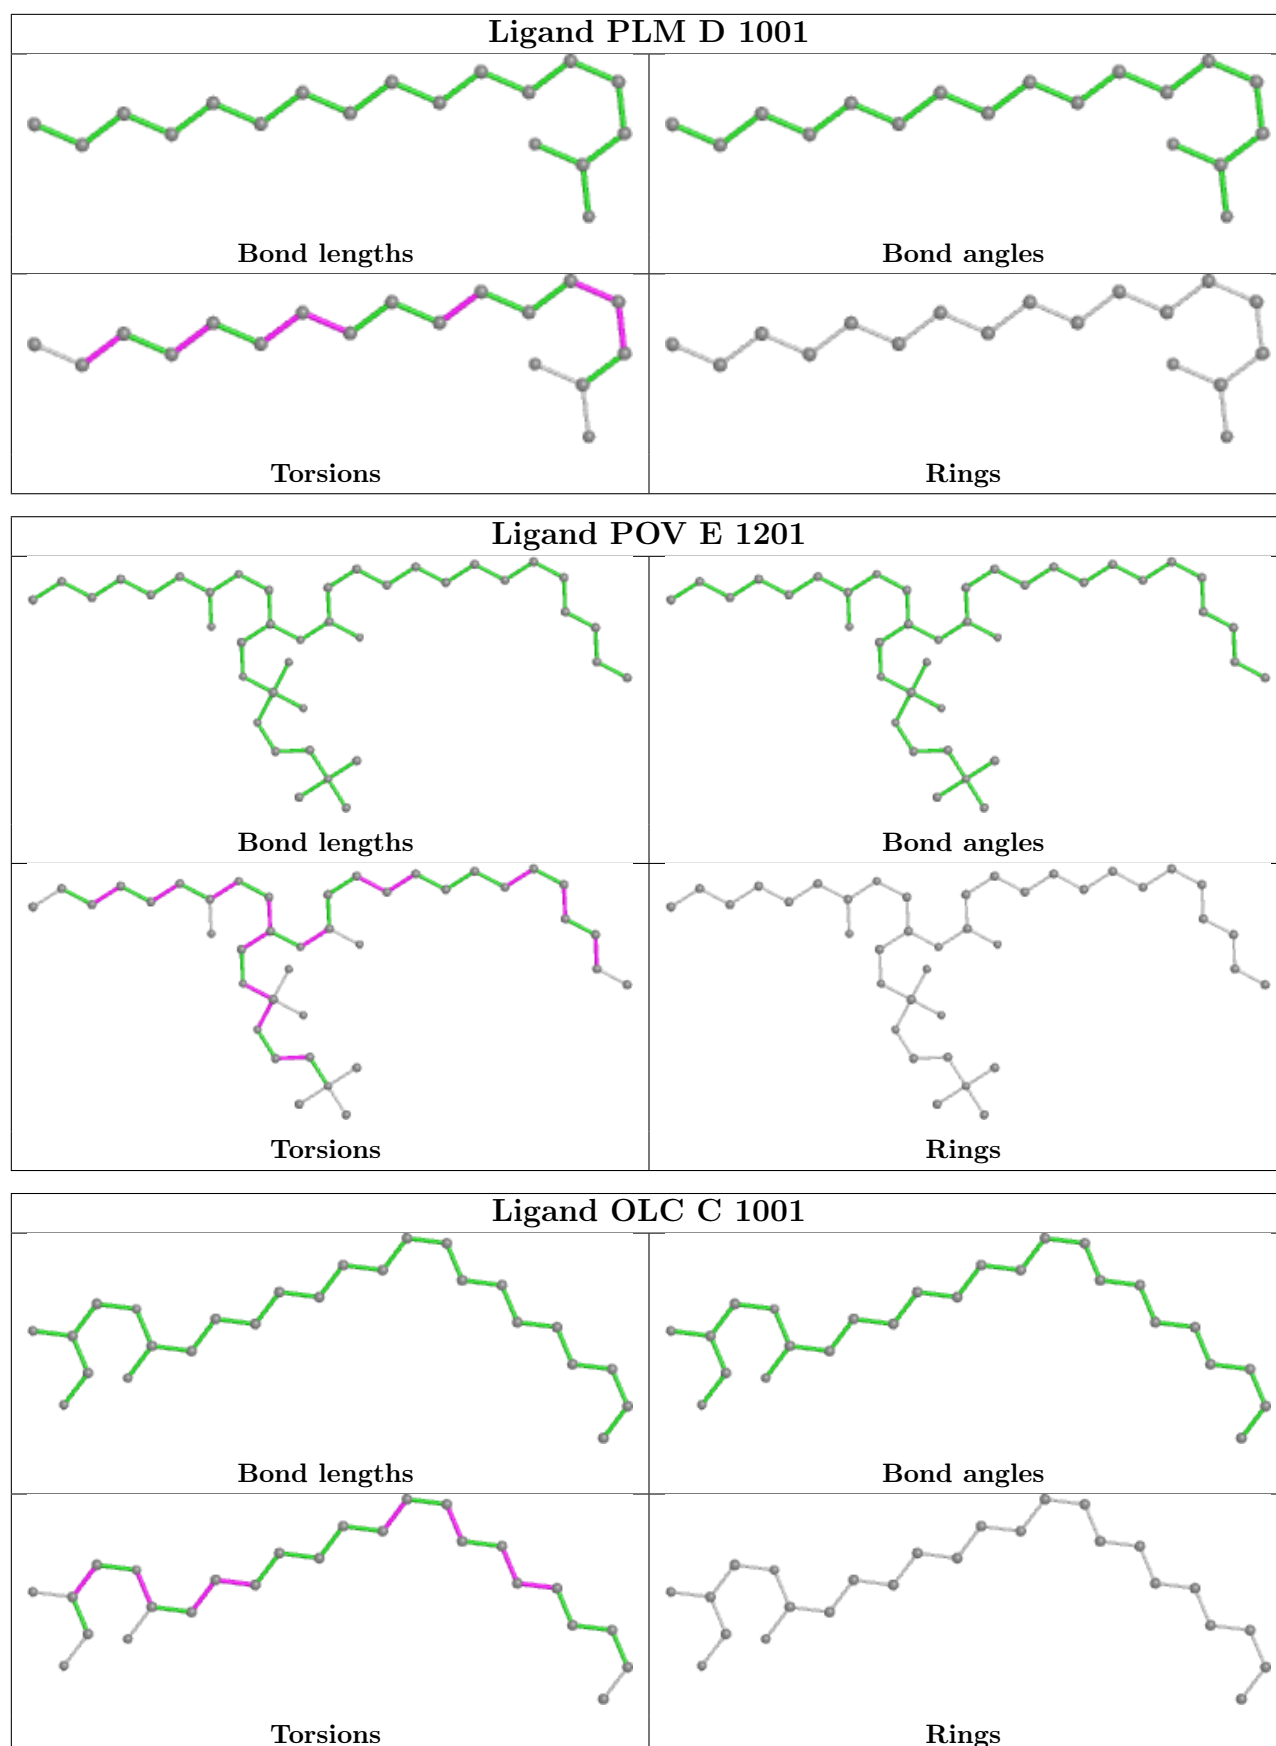 Ligand PLM D 1001
Bond lengths
Bond angles
Torsions
Rings
Ligand POV E 1201
Bond lengths
Bond angles
Torsions
Rings
Ligand OLC C 1001
Bond lengths
Bond angles
Torsions
Rings